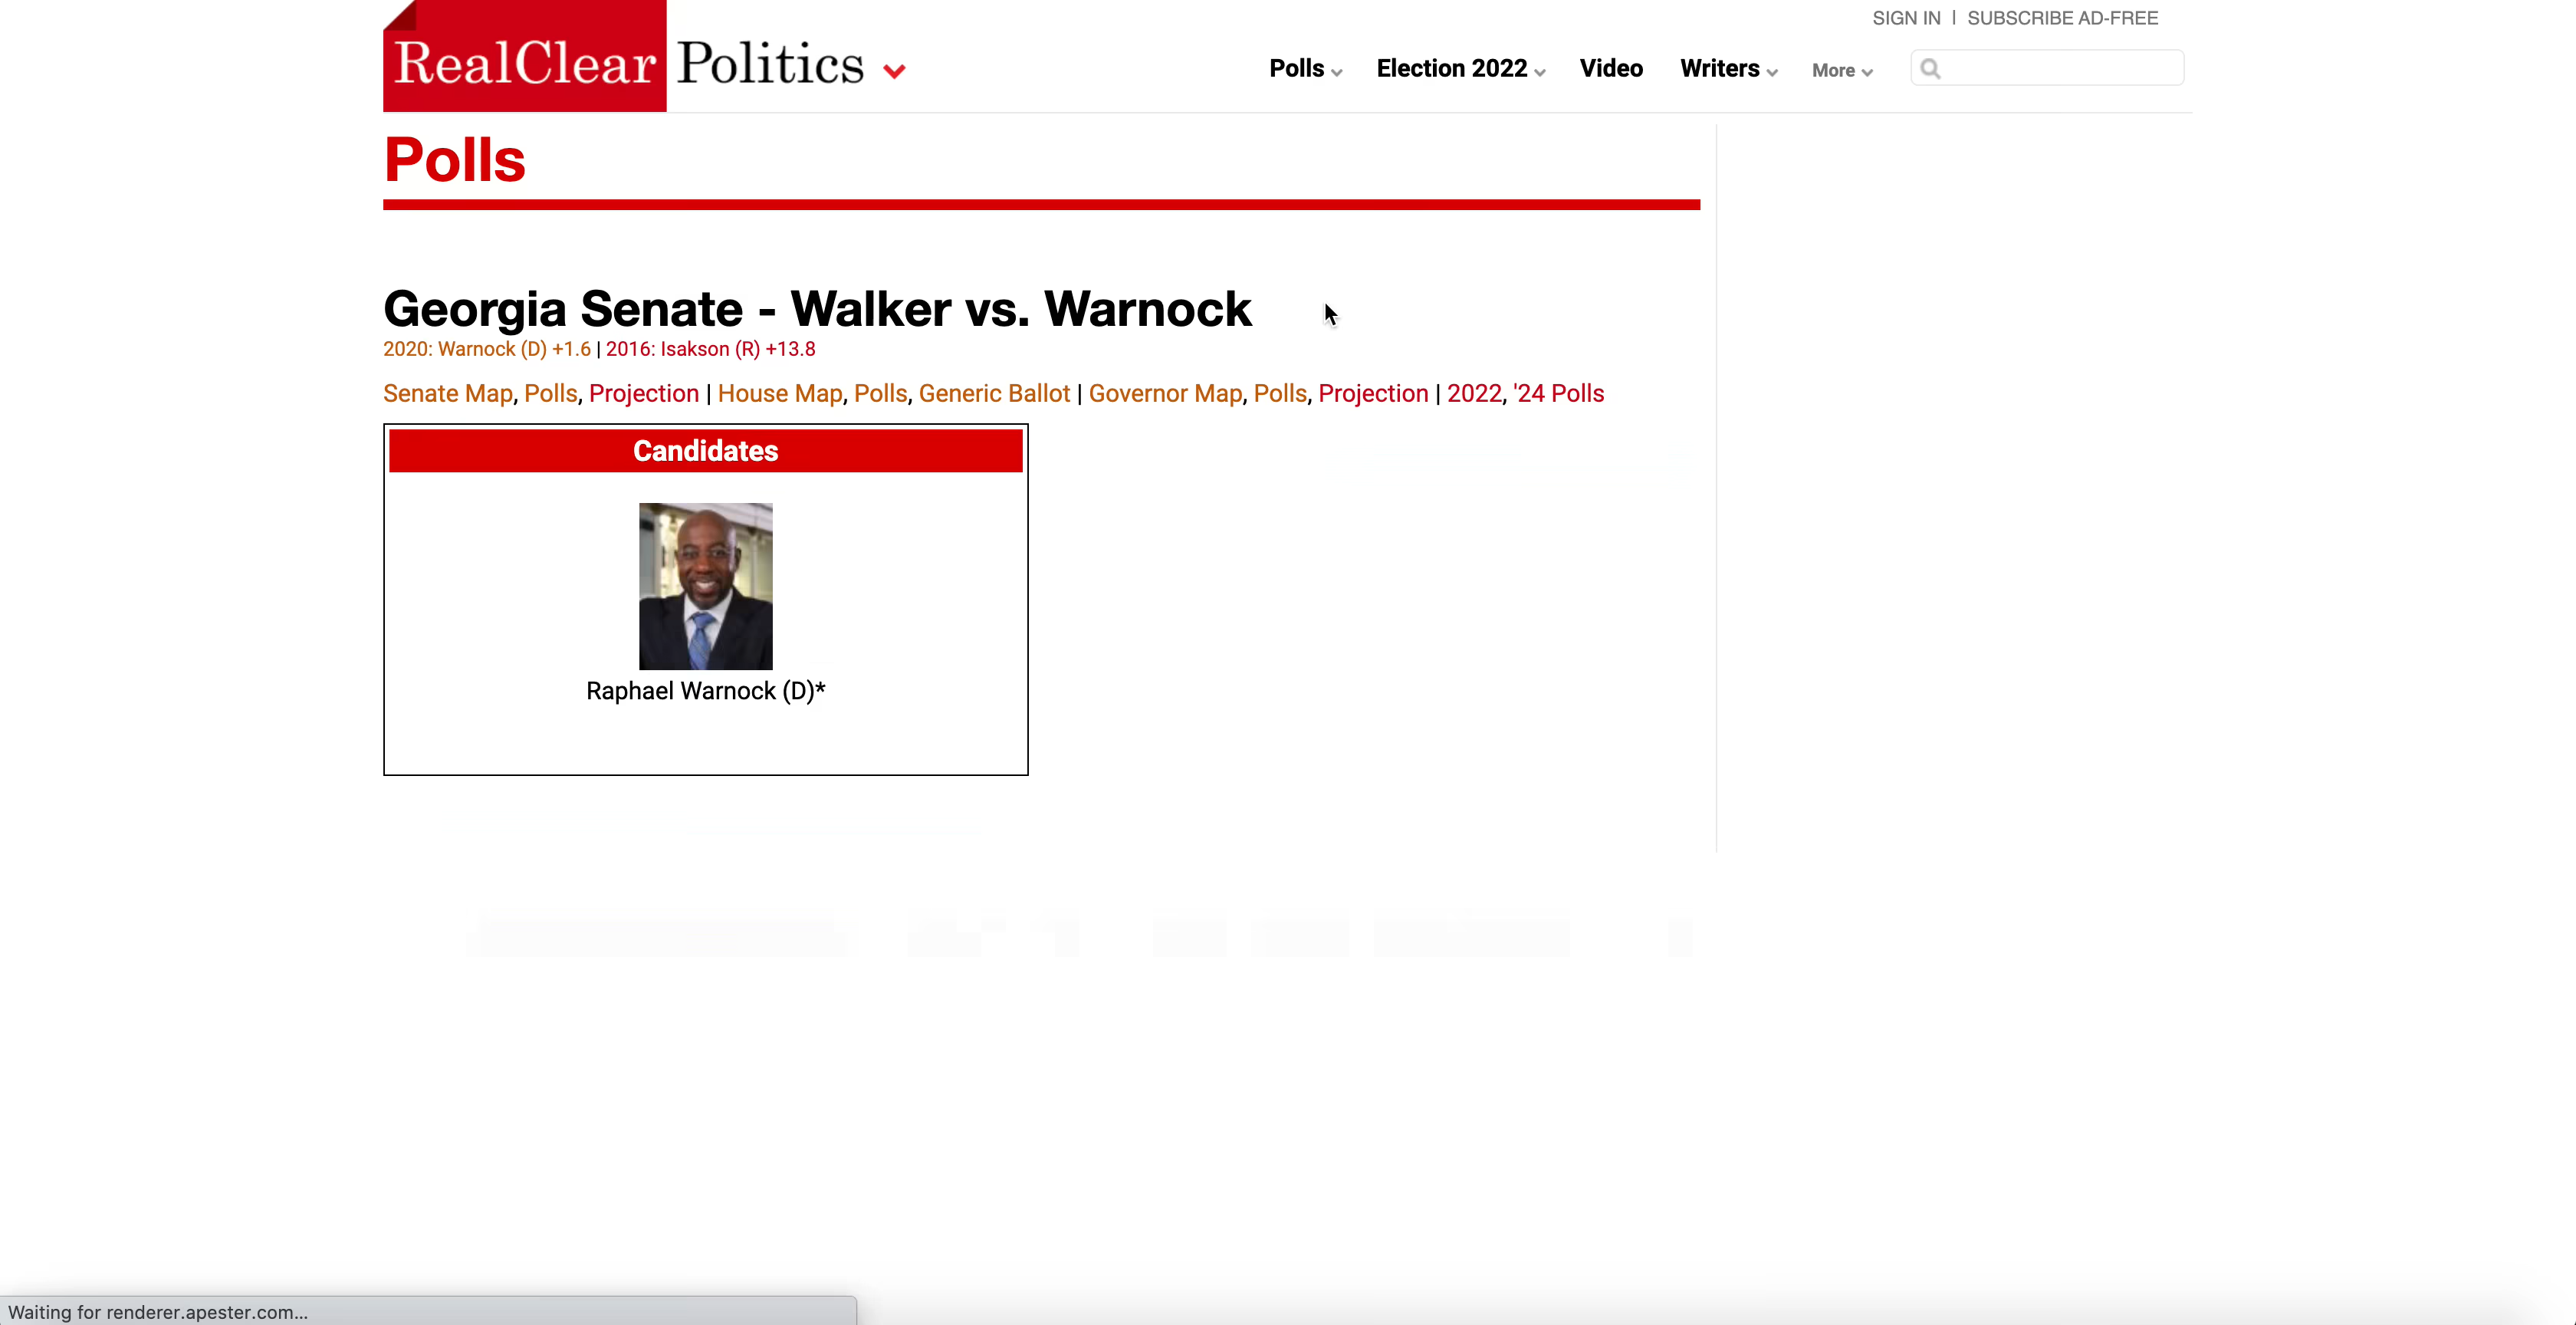 SIGN IN | SUBSCRIBE AD-FREE
RealClear Politics
Polls Election 2022 Video Writers More
Polls
Georgia Senate - Walker vs. Warnock
2020: Warnock (D) +1.6 | 2016: Isakson (R) +13.8
Senate Map, Polls, Projection | House Map, Polls, Generic Ballot | Governor Map, Polls, Projection | 2022, '24 Polls
Candidates
Raphael Warnock (D)*
Waiting for renderer.apester.com...